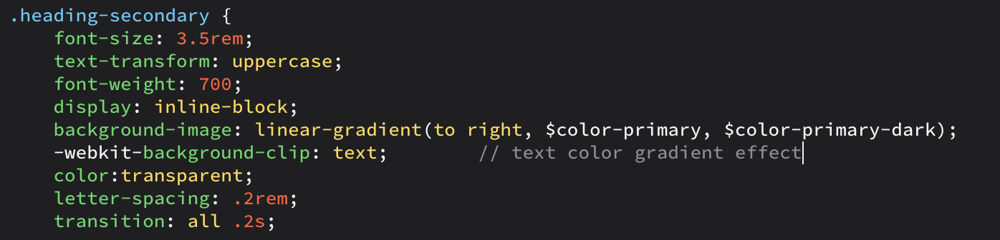 .heading-secondary {
    font-size: 3.5rem;
    text-transform: uppercase;
    font-weight: 700;
    display: inline-block;
    background-image: linear-gradient(to right, $color-primary, $color-primary-dark);
    -webkit-background-clip: text;        // text color gradient effect
    color:transparent;
    letter-spacing: .2rem;
    transition: all .2s;